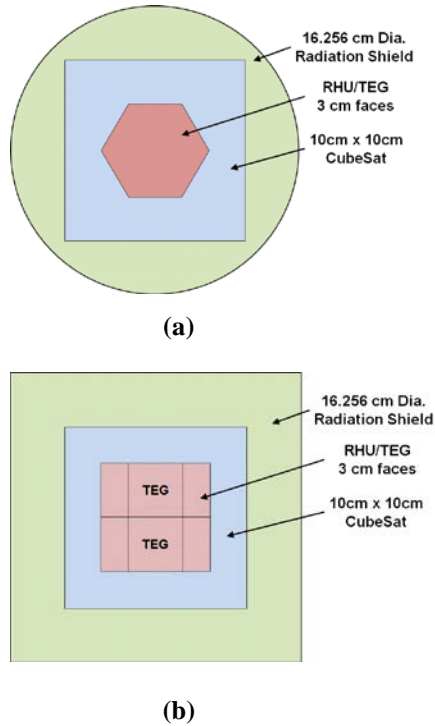 16.256 cm Dia.
Radiation Shield
RHU/TEG
3 cm faces
10cm x 10cm
CubeSat
(a)
16.256 cm Dia.
Radiation Shield
RHU/TEG
3 cm faces
10cm x 10cm
CubeSat
TEG
TEG
(b)